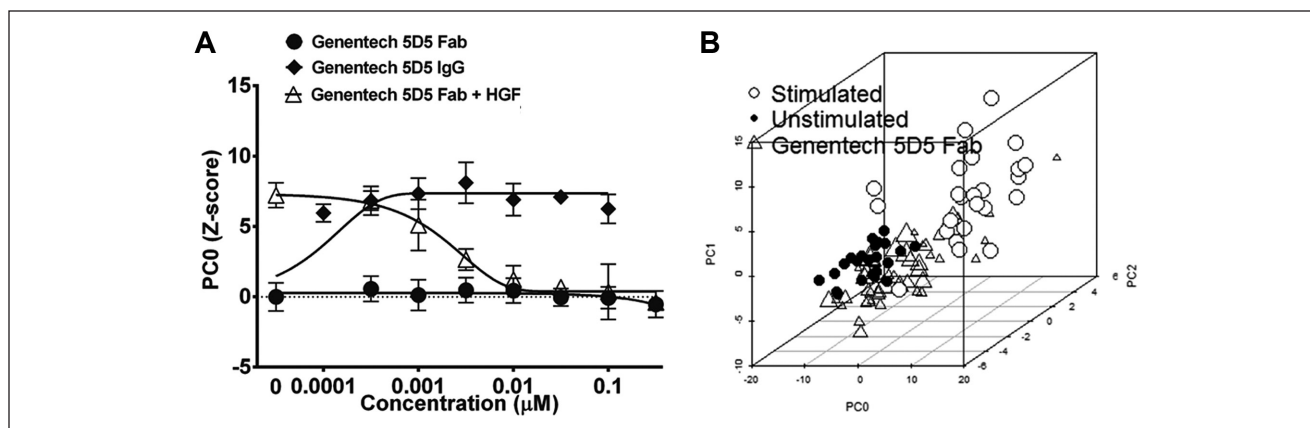 A
Genentech 5D5 Fab
Genentech 5D5 IgG
Genentech 5D5 Fab + HGF
15
10
5
0
-5
PC0 (Z-score)
0 0.0001 0.001 0.01 0.1
Concentration (μM)
B
Stimulated
Unstimulated
Genentech 5D5 Fab
15
10
5
0
-5
-10
PC1
-20 -10 0 10 20
PC0
-6 -4 -2 0 2 4 6
PC2